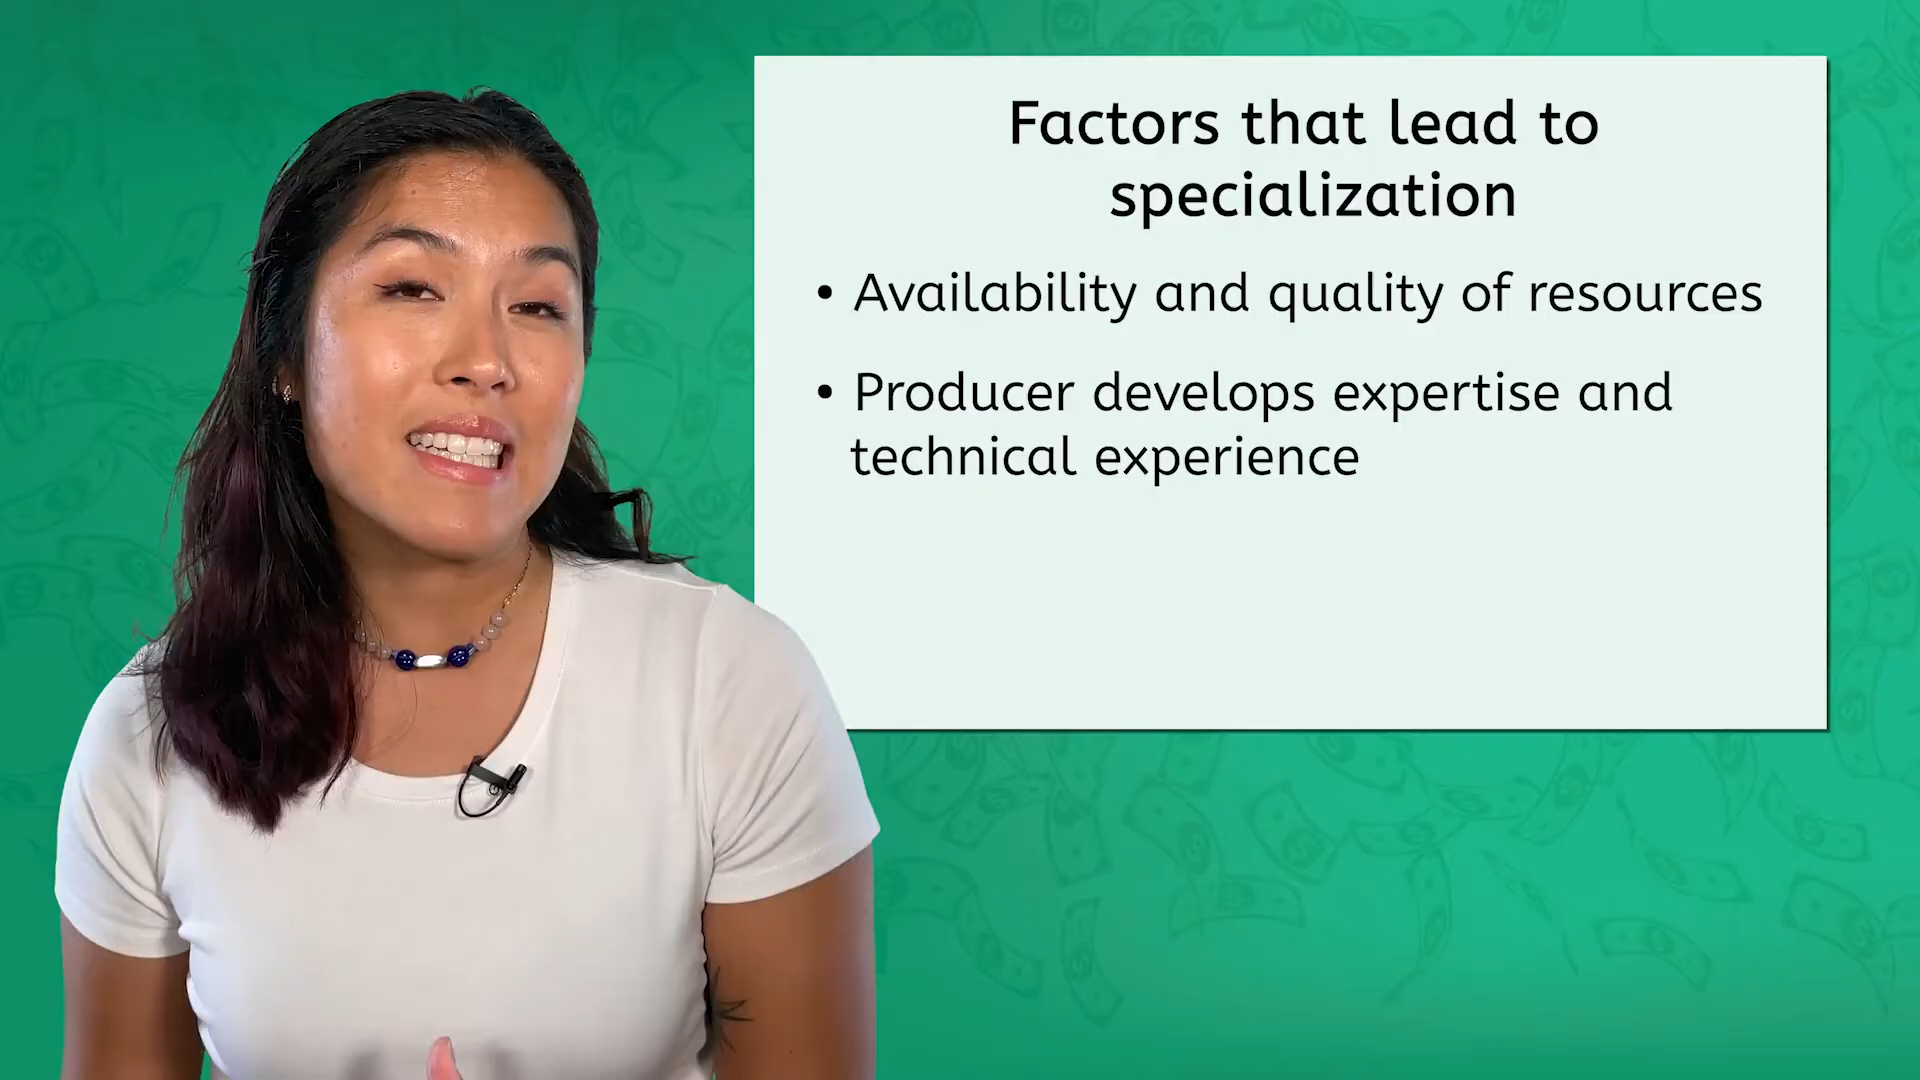 Factors that lead to
specialization
• Availability and quality of resources
• Producer develops expertise and
technical experience